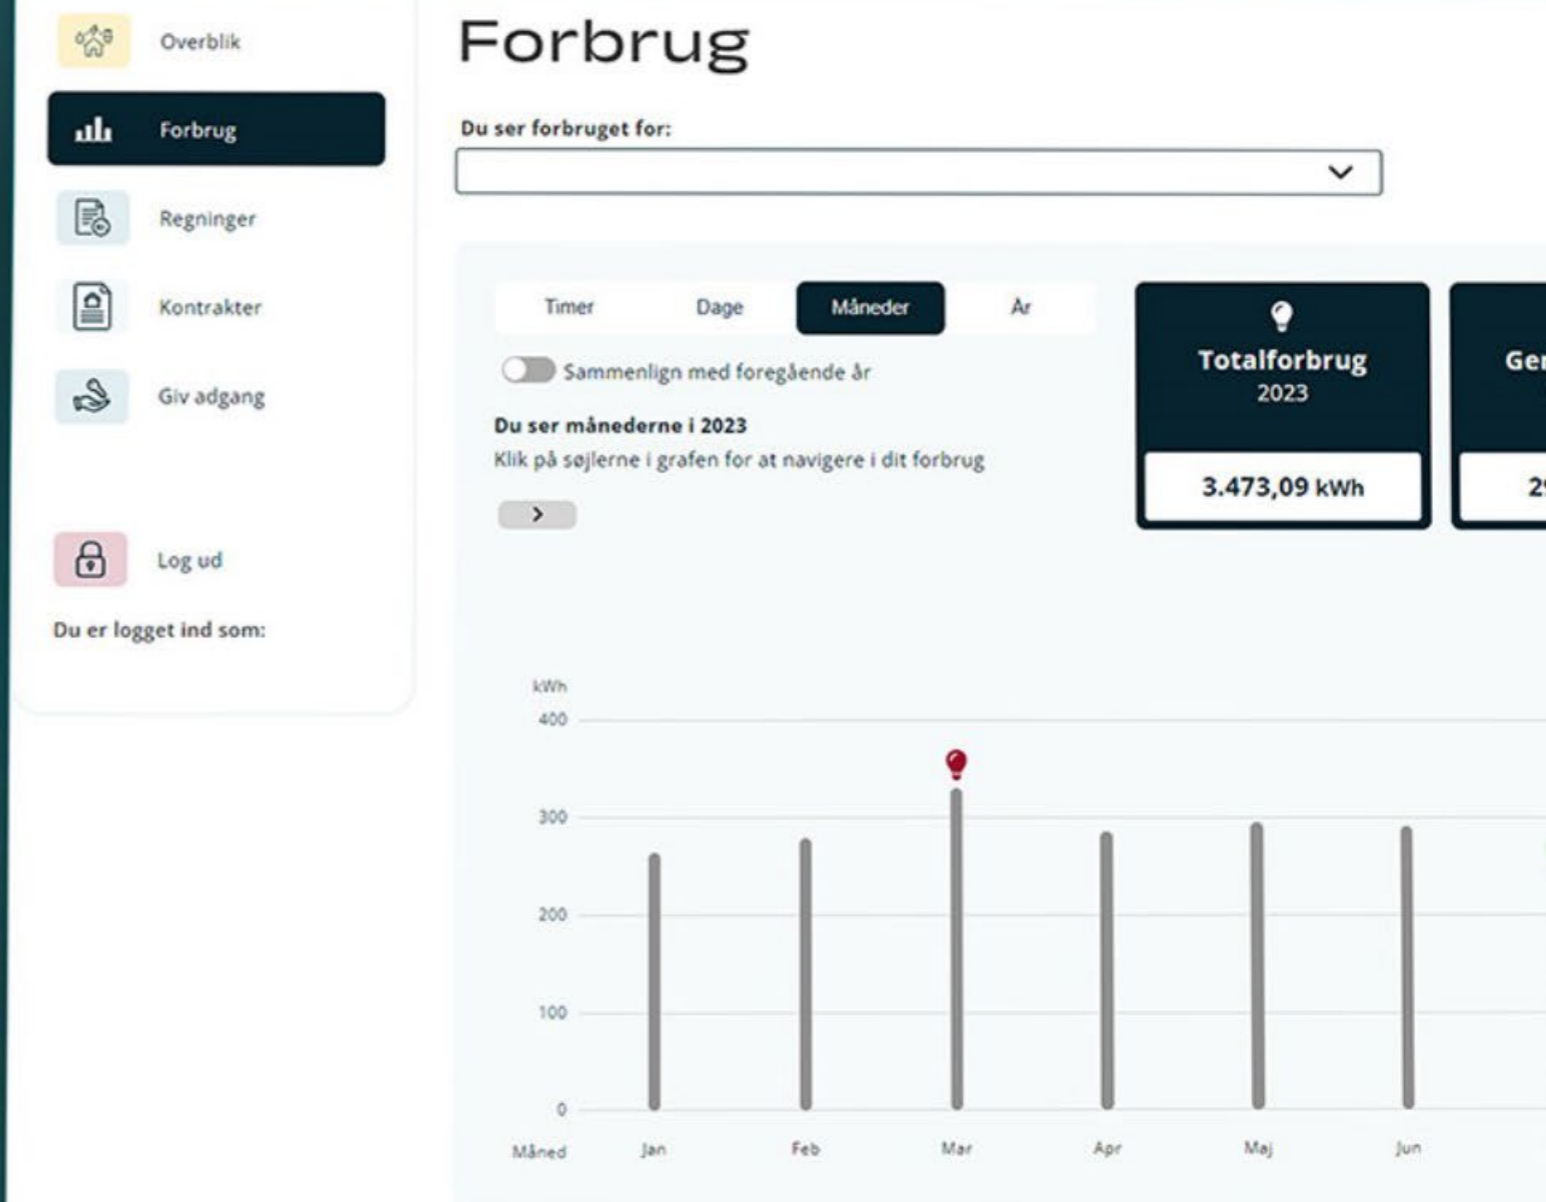 Overblik
Forbrug
Regninger
Kontrakter
Giv adgang
Log ud
Du er logget ind som:
Forbrug
Du ser forbruget for:
Timer Dage Måneder År
Sammenlign med foregående år
Du ser månederne i 2023
Klik på søjlerne i grafen for at navigere i dit forbrug
Totalforbrug
2023
3.473,09 kWh
kWh
400
300
200
100
0
Måned Jan Feb Mar Apr Maj Jun